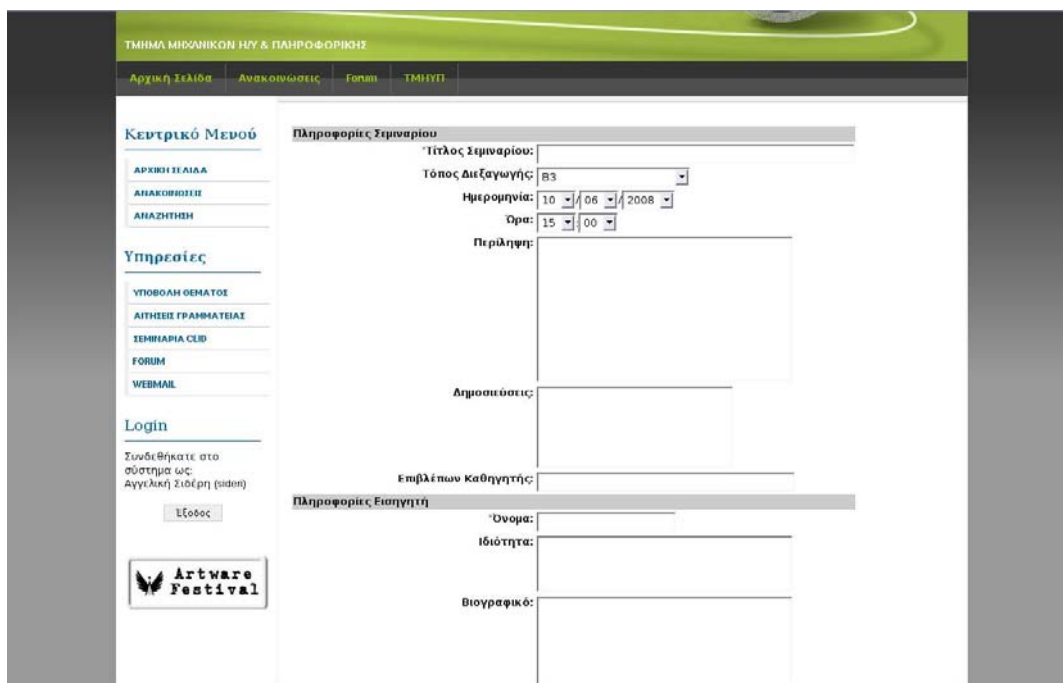 ΤΜΗΜΑ ΜΗΧΑΝΙΚΩΝ Η/Υ & ΠΛΗΡΟΦΟΡΙΚΗΣ
Αρχική Σελίδα Ανακοινώσεις Forum ΤΜΗΥΠ
Κεντρικό Μενού
ΑΡΧΙΚΗ ΣΕΛΙΔΑ
ΑΝΑΚΟΙΝΩΣΕΙΣ
ΑΝΑΖΗΤΗΣΗ
Υπηρεσίες
ΥΠΟΒΟΛΗ ΘΕΜΑΤΟΣ
ΑΙΤΗΣΕΙΣ ΓΡΑΜΜΑΤΕΙΑΣ
ΣΕΜΙΝΑΡΙΑ CEID
FORUM
WEBMAIL
Login
Συνδεθήκατε στο
σύστημα ως:
Αγγελική Σιδέρη (sideri)
Έξοδος
Artware
Festival
Πληροφορίες Σεμιναρίου
*Τίτλος Σεμιναρίου:
Τόπος Διεξαγωγής: B3
Ημερομηνία: 10 / 06 / 2008
Ώρα: 15 : 00
Περίληψη:
Δημοσιεύσεις:
Επιβλέπων Καθηγητής:
Πληροφορίες Εισηγητή
*Όνομα:
Ιδιότητα:
Βιογραφικό: